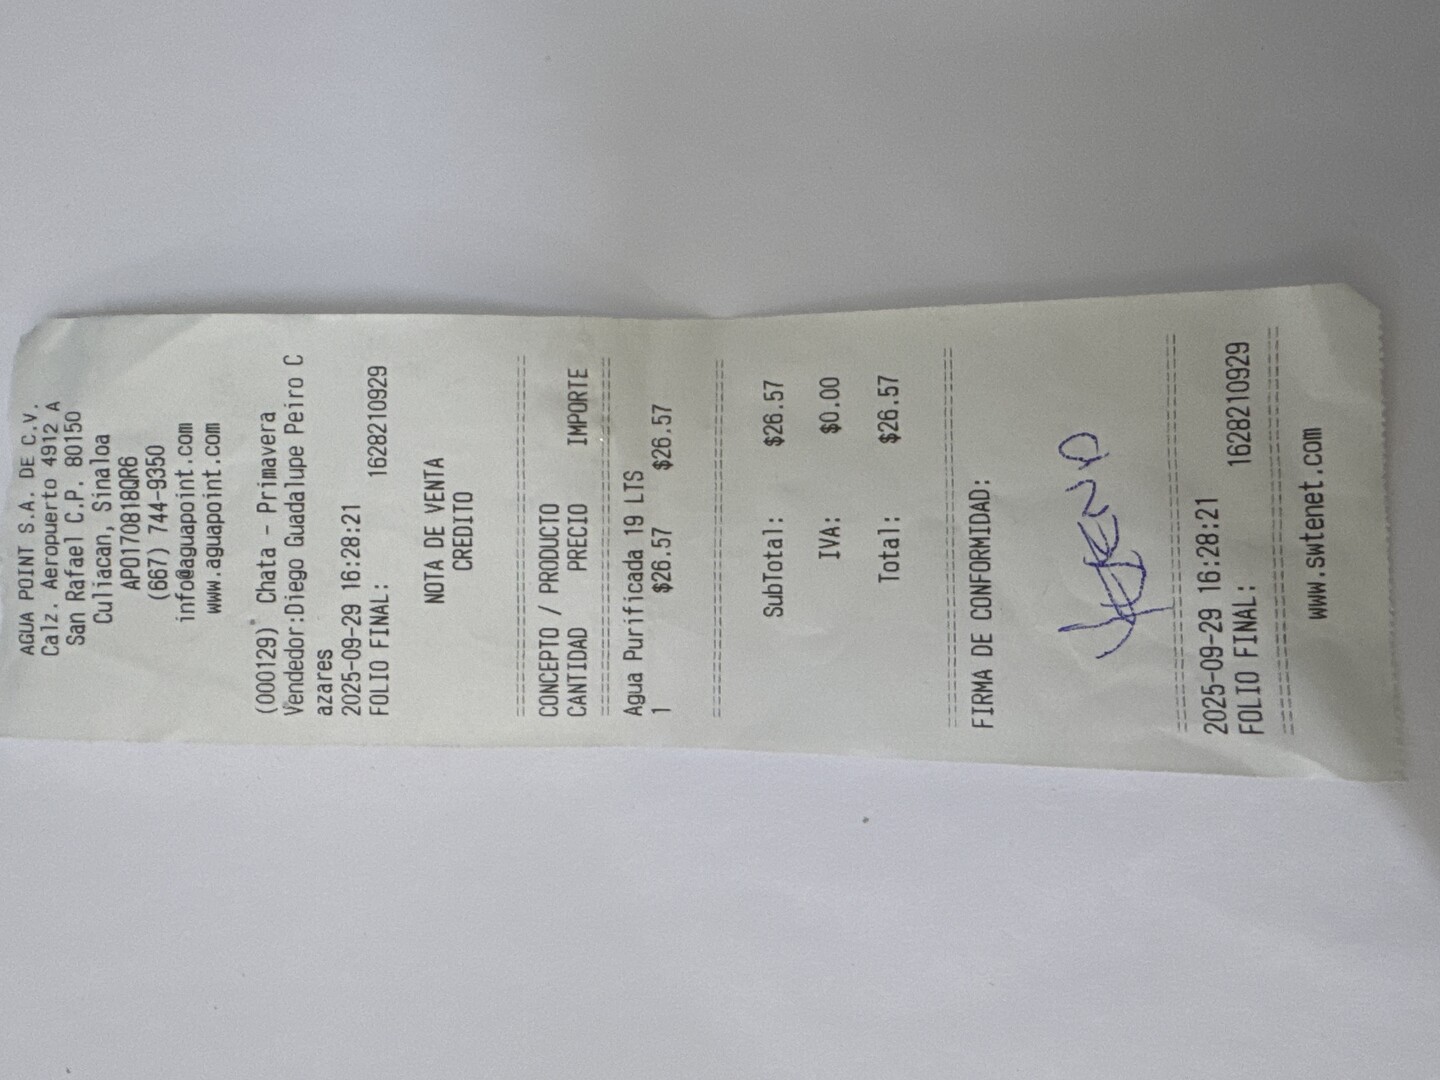 AGUA POINT S.A. DE C.V.
Calz. Aeropuerto 4912 A
San Rafael C.P. 80150
Culiacan, Sinaloa
APO170818QR6
(667) 744-9350
info@aguapoint.com
www.aguapoint.com
(000129) Chata - Primavera
Vendedor:Diego Guadalupe Peiro C
azares
2025-09-29 16:28:21
FOLIO FINAL: 1628210929
NOTA DE VENTA
CREDITO
================================
CONCEPTO / PRODUCTO
CANTIDAD PRECIO IMPORTE
================================
Agua Purificada 19 LTS
1 $26.57 $26.57
================================
SubTotal: $26.57
IVA: $0.00
Total: $26.57
================================
FIRMA DE CONFORMIDAD:
================================
2025-09-29 16:28:21
FOLIO FINAL: 1628210929
================================
www.swtenet.com